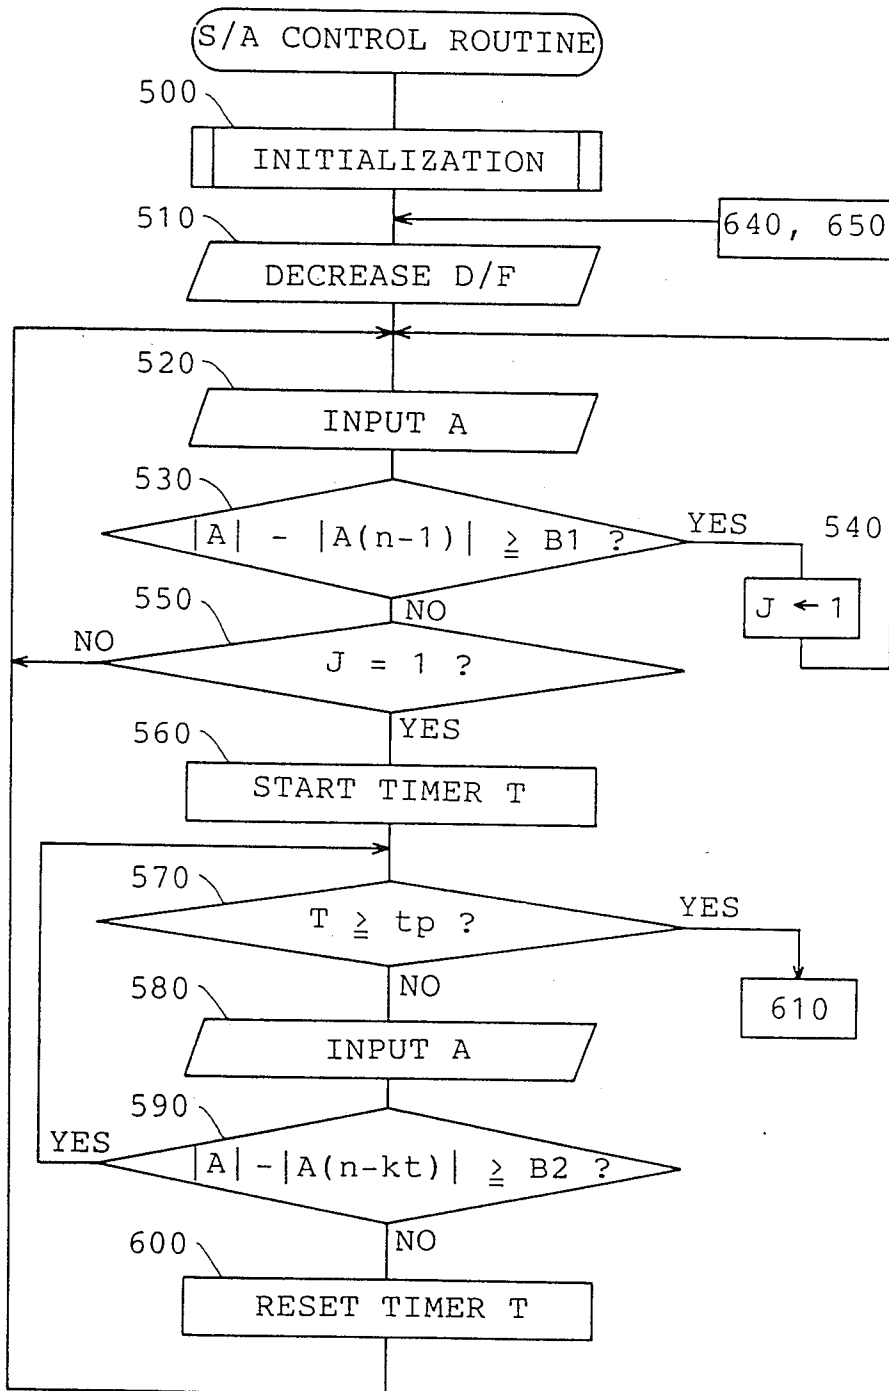 S/A CONTROL ROUTINE
500
INITIALIZATION
640, 650
510
DECREASE D/F
520
INPUT A
530
|A| - |A(n-1)| ≧ B1 ?
YES
540
J ← 1
NO
550
J = 1 ?
NO
YES
560
START TIMER T
570
T ≧ tp ?
YES
610
NO
580
INPUT A
590
|A| -|A(n-kt)| ≧ B2 ?
YES
NO
600
RESET TIMER T